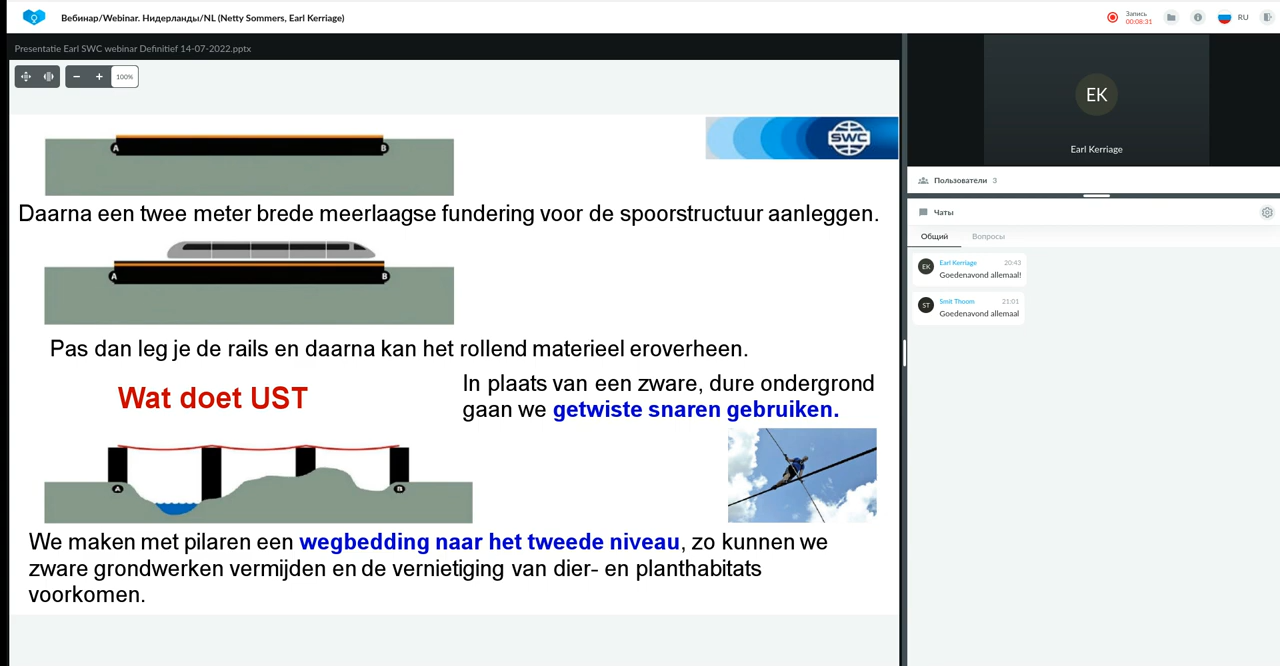 Вебинар/Webinar. Нидерланды/NL (Netty Sommers, Earl Kerriage)
Запись
00:08:31
RU
Presentatie Earl SWC webinar Definitief 14-07-2022.pptx
100%
A
B
SWC
Daarna een twee meter brede meerlaagse fundering voor de spoorstructuur aanleggen.
A
B
Pas dan leg je de rails en daarna kan het rollend materieel eroverheen.
Wat doet UST
In plaats van een zware, dure ondergrond
gaan we getwiste snaren gebruiken.
A
B
We maken met pilaren een wegbedding naar het tweede niveau, zo kunnen we
zware grondwerken vermijden en de vernietiging van dier- en planthabitats
voorkomen.
EK
Earl Kerriage
Пользователи 3
Чаты
Общий
Вопросы
EK
Earl Kerriage
20:43
Goedenavond allemaal!
ST
Smit Thoom
21:01
Goedenavond allemaal